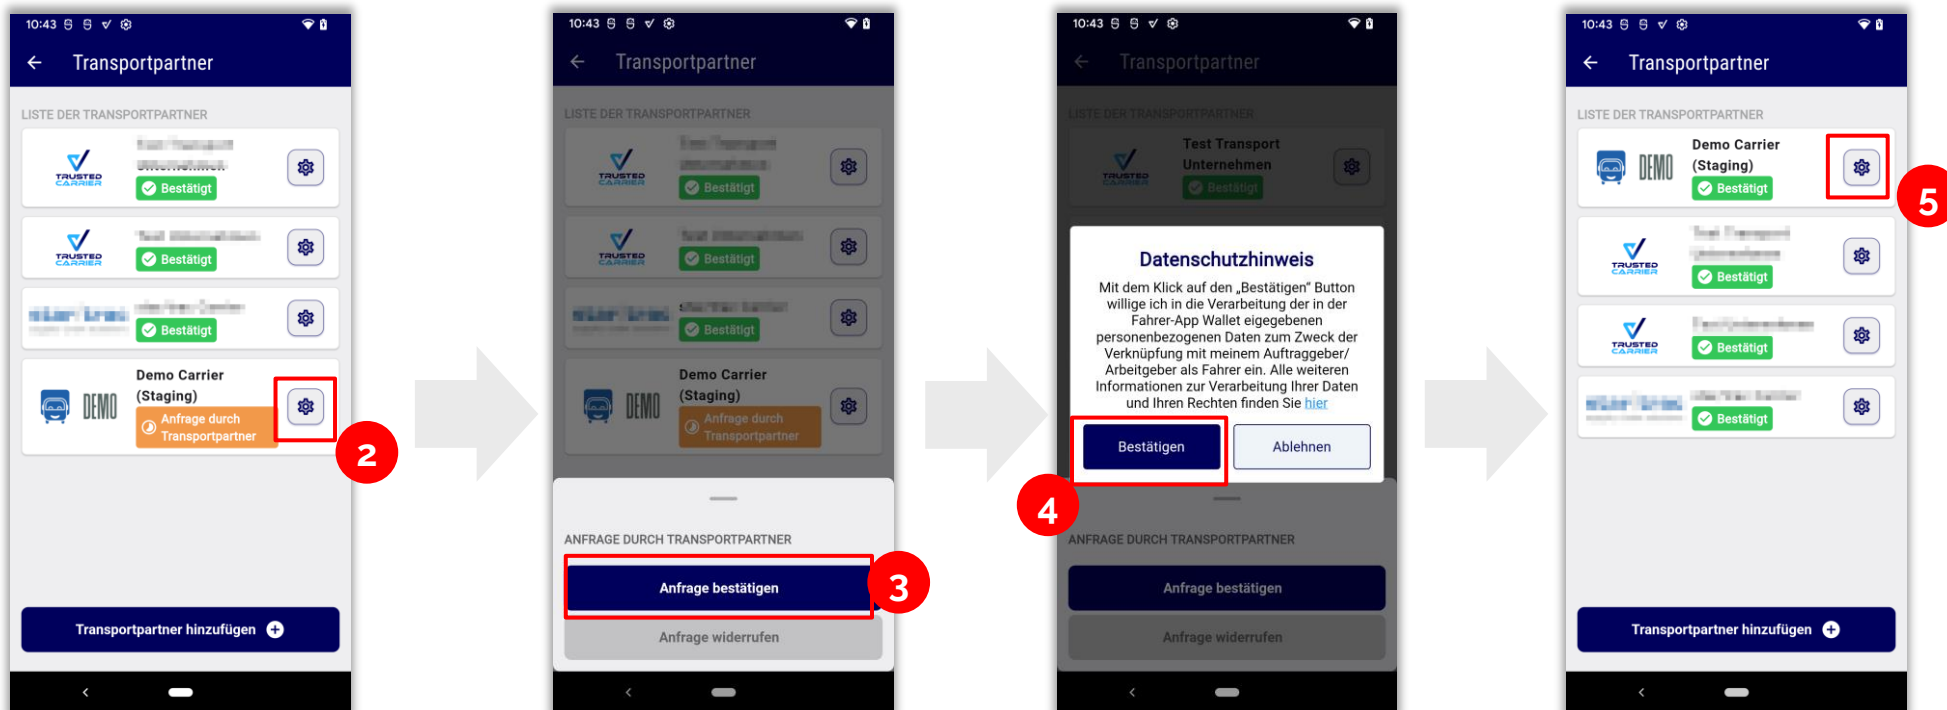 10:43
Transportpartner
LISTE DER TRANSPORTPARTNER
TRUSTED
CARRIER
Bestätigt
TRUSTED
CARRIER
Bestätigt
Bestätigt
DEMO
Demo Carrier
(Staging)
Anfrage durch
Transportpartner
2
Transportpartner hinzufügen
10:43
Transportpartner
LISTE DER TRANSPORTPARTNER
TRUSTED
CARRIER
Bestätigt
TRUSTED
CARRIER
Bestätigt
Bestätigt
DEMO
Demo Carrier
(Staging)
Anfrage durch
Transportpartner
ANFRAGE DURCH TRANSPORTPARTNER
Anfrage bestätigen
3
Anfrage widerrufen
10:43
Transportpartner
LISTE DER TRANSPORTPARTNER
TRUSTED
CARRIER
Test Transport
Unternehmen
Bestätigt
Datenschutzhinweis
Mit dem Klick auf den „Bestätigen" Button
willige ich in die Verarbeitung der in der
Fahrer-App Wallet eigegebenen
personenbezogenen Daten zum Zweck der
Verknüpfung mit meinem Auftraggeber/
Arbeitgeber als Fahrer ein. Alle weiteren
Informationen zur Verarbeitung Ihrer Daten
und Ihren Rechten finden Sie hier
Bestätigen
Ablehnen
4
ANFRAGE DURCH TRANSPORTPARTNER
Anfrage bestätigen
Anfrage widerrufen
10:43
Transportpartner
LISTE DER TRANSPORTPARTNER
DEMO
Demo Carrier
(Staging)
Bestätigt
5
TRUSTED
CARRIER
Bestätigt
TRUSTED
CARRIER
Bestätigt
Bestätigt
Transportpartner hinzufügen